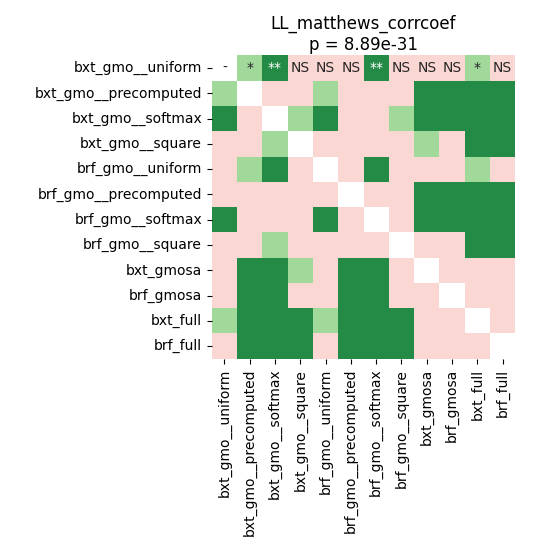 LL_matthews_corrcoef
p = 8.89e-31
bxt_gmo__uniform - * ** NS NS NS ** NS NS NS * NS
bxt_gmo__precomputed
bxt_gmo__softmax
bxt_gmo__square
brf_gmo__uniform
brf_gmo__precomputed
brf_gmo__softmax
brf_gmo__square
bxt_gmosa
brf_gmosa
bxt_full
brf_full
bxt_gmo__uniform
bxt_gmo__precomputed
bxt_gmo__softmax
bxt_gmo__square
brf_gmo__uniform
brf_gmo__precomputed
brf_gmo__softmax
brf_gmo__square
bxt_gmosa
brf_gmosa
bxt_full
brf_full